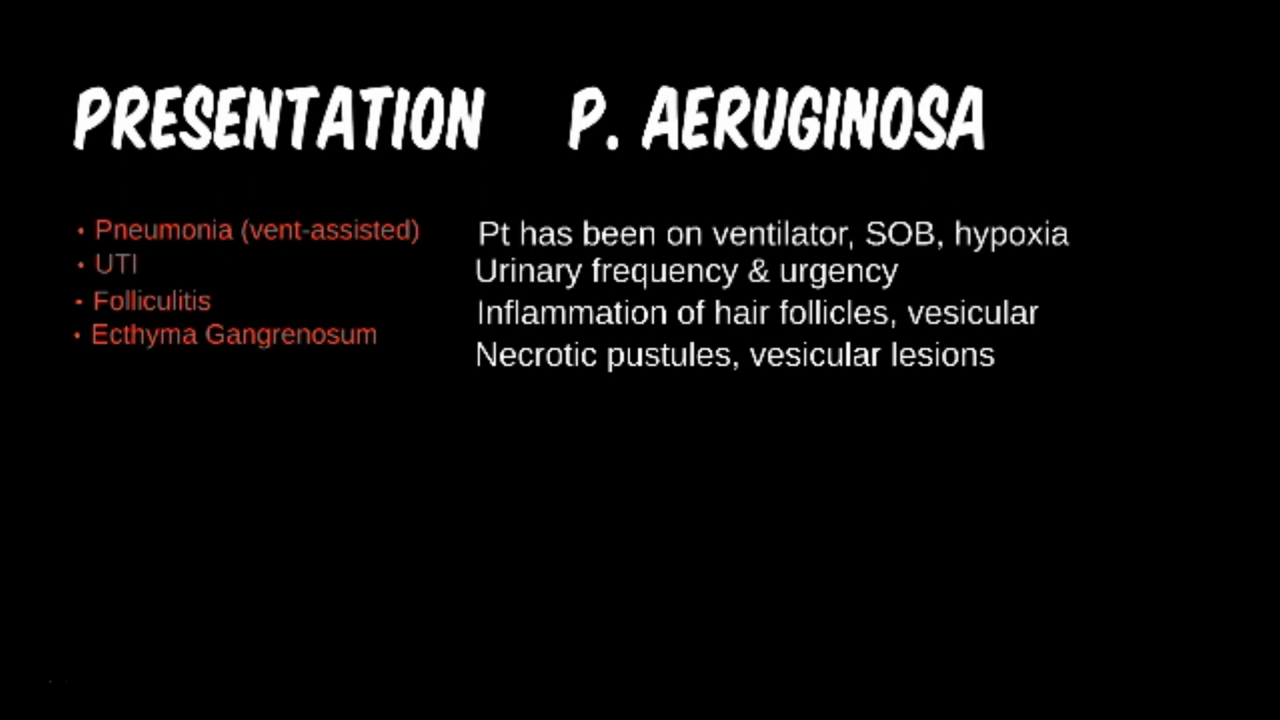 PRESENTATION P. AERUGINOSA
• Pneumonia (vent-assisted) Pt has been on ventilator, SOB, hypoxia
• UTI Urinary frequency & urgency
• Folliculitis Inflammation of hair follicles, vesicular
• Ecthyma Gangrenosum Necrotic pustules, vesicular lesions